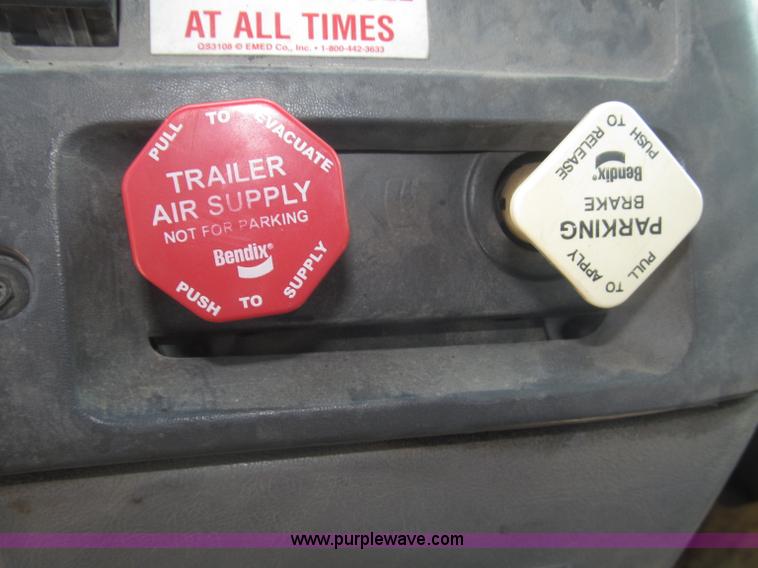 AT ALL TIMES
QS3108 © EMED Co., Inc. • 1-800-442-3633
PULL TO EVACUATE
TRAILER
AIR SUPPLY
NOT FOR PARKING
Bendix®
PUSH TO SUPPLY
PULL TO APPLY
PARKING
BRAKE
Bendix®
PUSH TO RELEASE
www.purplewave.com